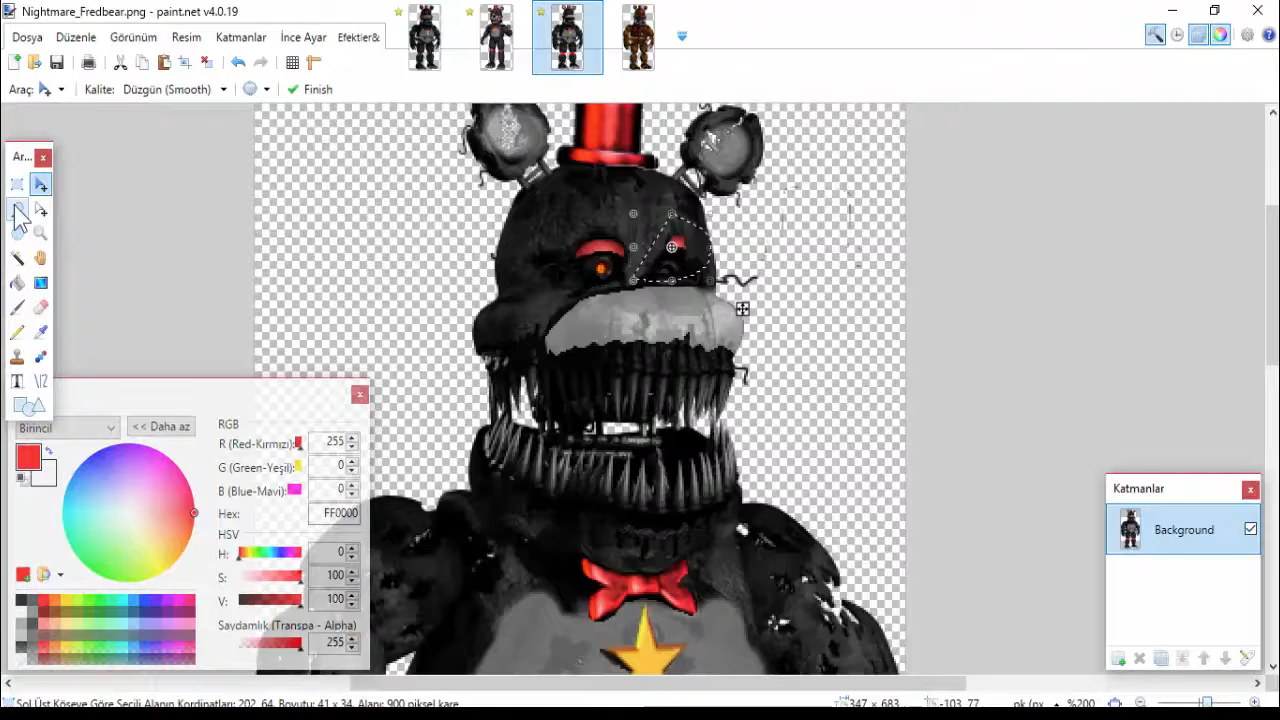 Nightmare_Fredbear.png - paint.net v4.0.19
Dosya Düzenle Görünüm Resim Katmanlar İnce Ayar Efektler&
Araç: Kalite: Düzgün (Smooth) Finish
Ar...
Birincil << Daha az
RGB
R (Red-Kırmızı): 255
G (Green-Yeşil): 0
B (Blue-Mavi): 0
Hex: FF0000
HSV
H: 0
S: 100
V: 100
Saydamlık (Transpa - Alpha)
255
Katmanlar
Background
Sol Üst Köşeye Göre Seçili Alanın Koordinatları: 202, 64. Boyutu: 41 x 34. Alanı: 900 piksel kare. 347 × 683 -103, 77 pk (px %200